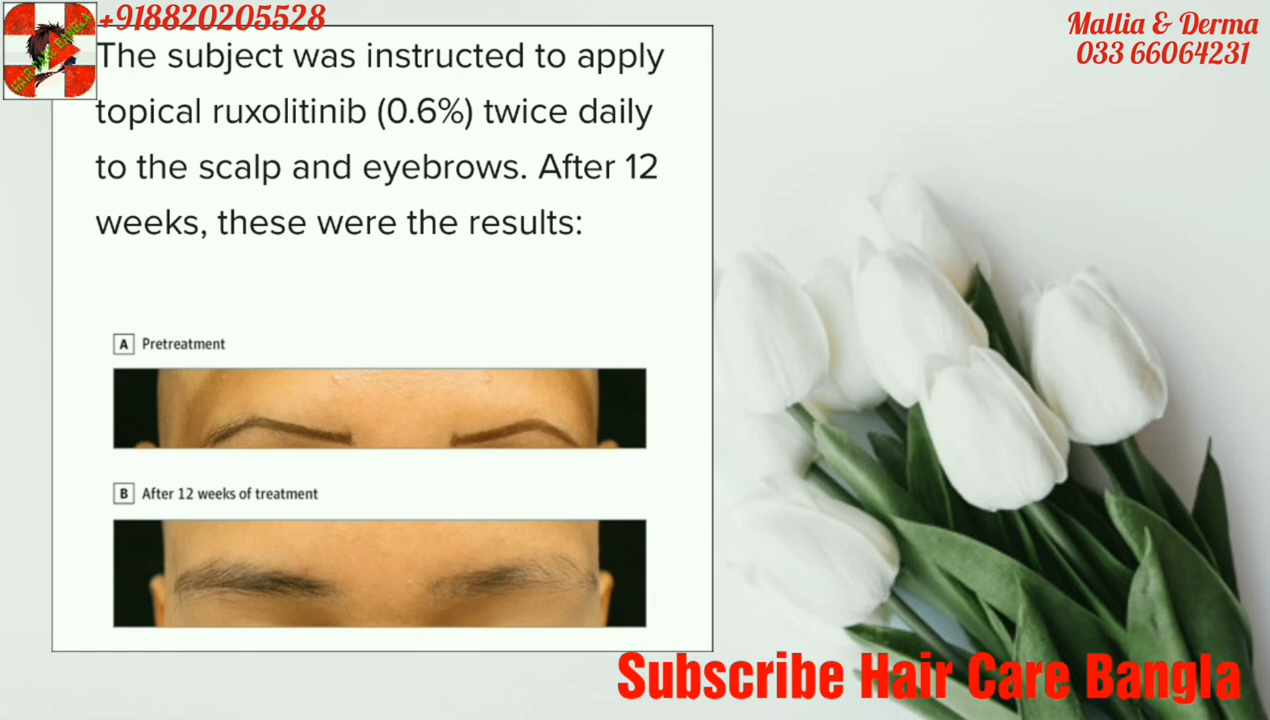 +918820205528
Mallia & Derma
033 66064231
The subject was instructed to apply
topical ruxolitinib (0.6%) twice daily
to the scalp and eyebrows. After 12
weeks, these were the results:
A Pretreatment
B After 12 weeks of treatment
Subscribe Hair Care Bangla